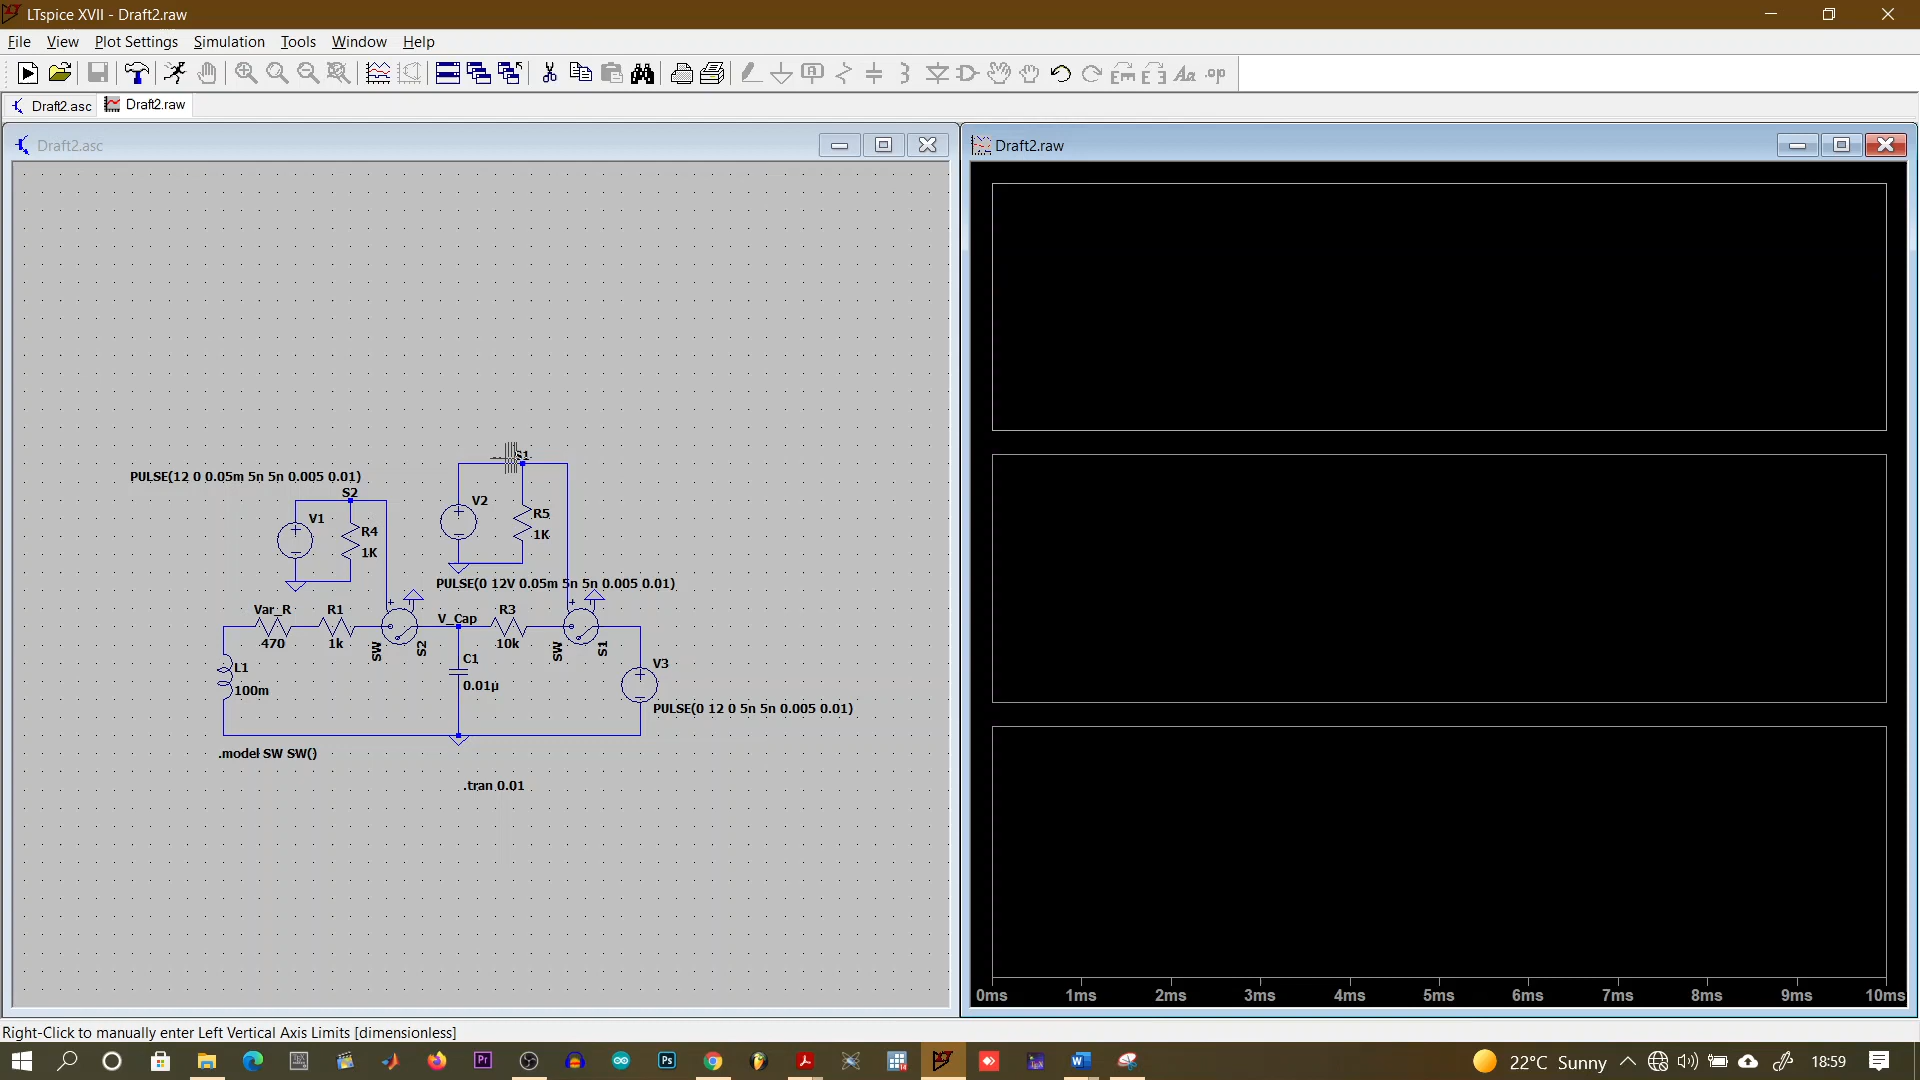 LTspice XVII - Draft2.raw
File View Plot Settings Simulation Tools Window Help
Draft2.asc Draft2.raw
Draft2.asc
Draft2.raw
S1
PULSE(12 0 0.05m 5n 5n 0.005 0.01)
S2
V2
V1
R5
1K
R4
1K
PULSE(0 12V 0.05m 5n 5n 0.005 0.01)
Var_R
470
R1
1k
SW
S2
V_Cap
R3
10k
SW
S1
L1
100m
C1
0.01µ
V3
PULSE(0 12 0 5n 5n 0.005 0.01)
.model SW SW()
.tran 0.01
0ms 1ms 2ms 3ms 4ms 5ms 6ms 7ms 8ms 9ms 10ms
Right-Click to manually enter Left Vertical Axis Limits [dimensionless]
22°C Sunny 18:59